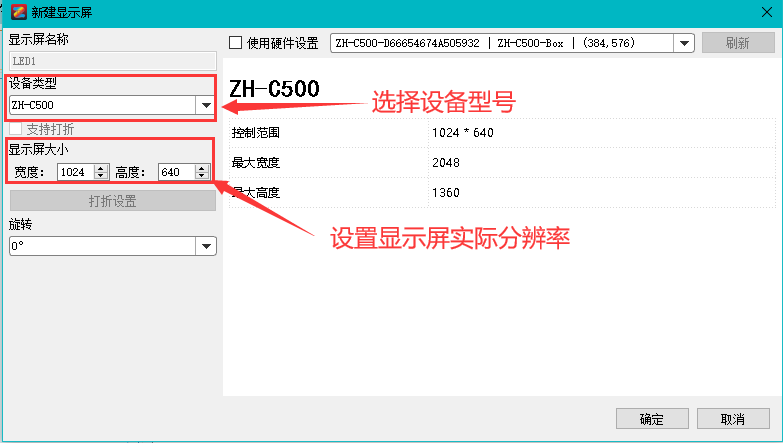 新建显示屏
显示屏名称
LED1
设备类型
ZH-C500
支持打折
显示屏大小
宽度： 1024 高度： 640
打折设置
旋转
0°
使用硬件设置 ZH-C500-D66654674A505932 | ZH-C500-Box | (384,576) 刷新
ZH-C500
选择设备型号
控制范围 1024 * 640
最大宽度 2048
最大高度 1360
设置显示屏实际分辨率
确定 取消